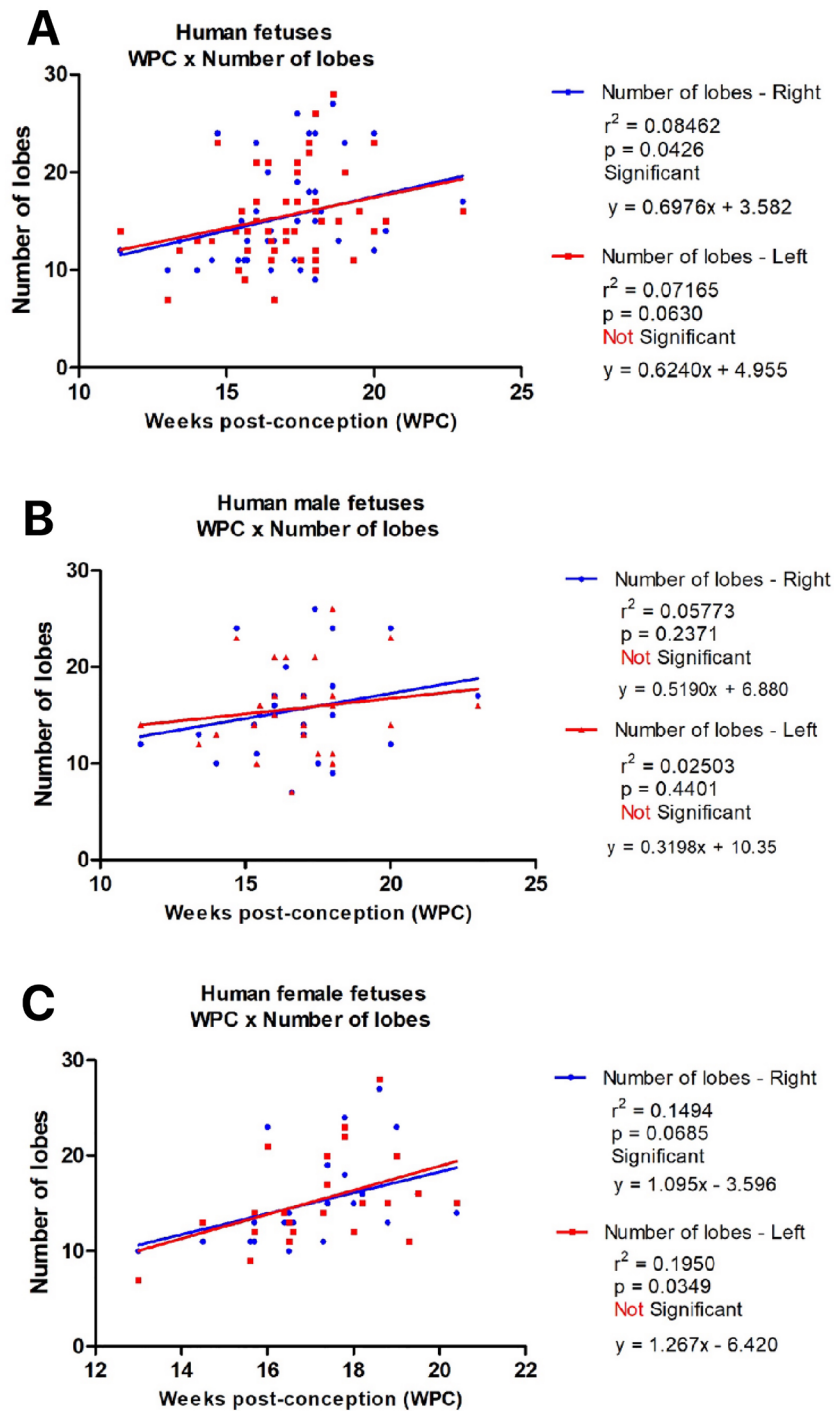 A
Human fetuses
WPC x Number of lobes
30
20
10
0
Number of lobes
10
15
20
25
Weeks post-conception (WPC)
Number of lobes - Right
r² = 0.08462
p = 0.0426
Significant
y = 0.6976x + 3.582
Number of lobes - Left
r² = 0.07165
p = 0.0630
Not Significant
y = 0.6240x + 4.955
B
Human male fetuses
WPC x Number of lobes
30
20
10
0
Number of lobes
10
15
20
25
Weeks post-conception (WPC)
Number of lobes - Right
r² = 0.05773
p = 0.2371
Not Significant
y = 0.5190x + 6.880
Number of lobes - Left
r² = 0.02503
p = 0.4401
Not Significant
y = 0.3198x + 10.35
C
Human female fetuses
WPC x Number of lobes
30
20
10
0
Number of lobes
12
14
16
18
20
22
Weeks post-conception (WPC)
Number of lobes - Right
r² = 0.1494
p = 0.0685
Significant
y = 1.095x - 3.596
Number of lobes - Left
r² = 0.1950
p = 0.0349
Not Significant
y = 1.267x - 6.420